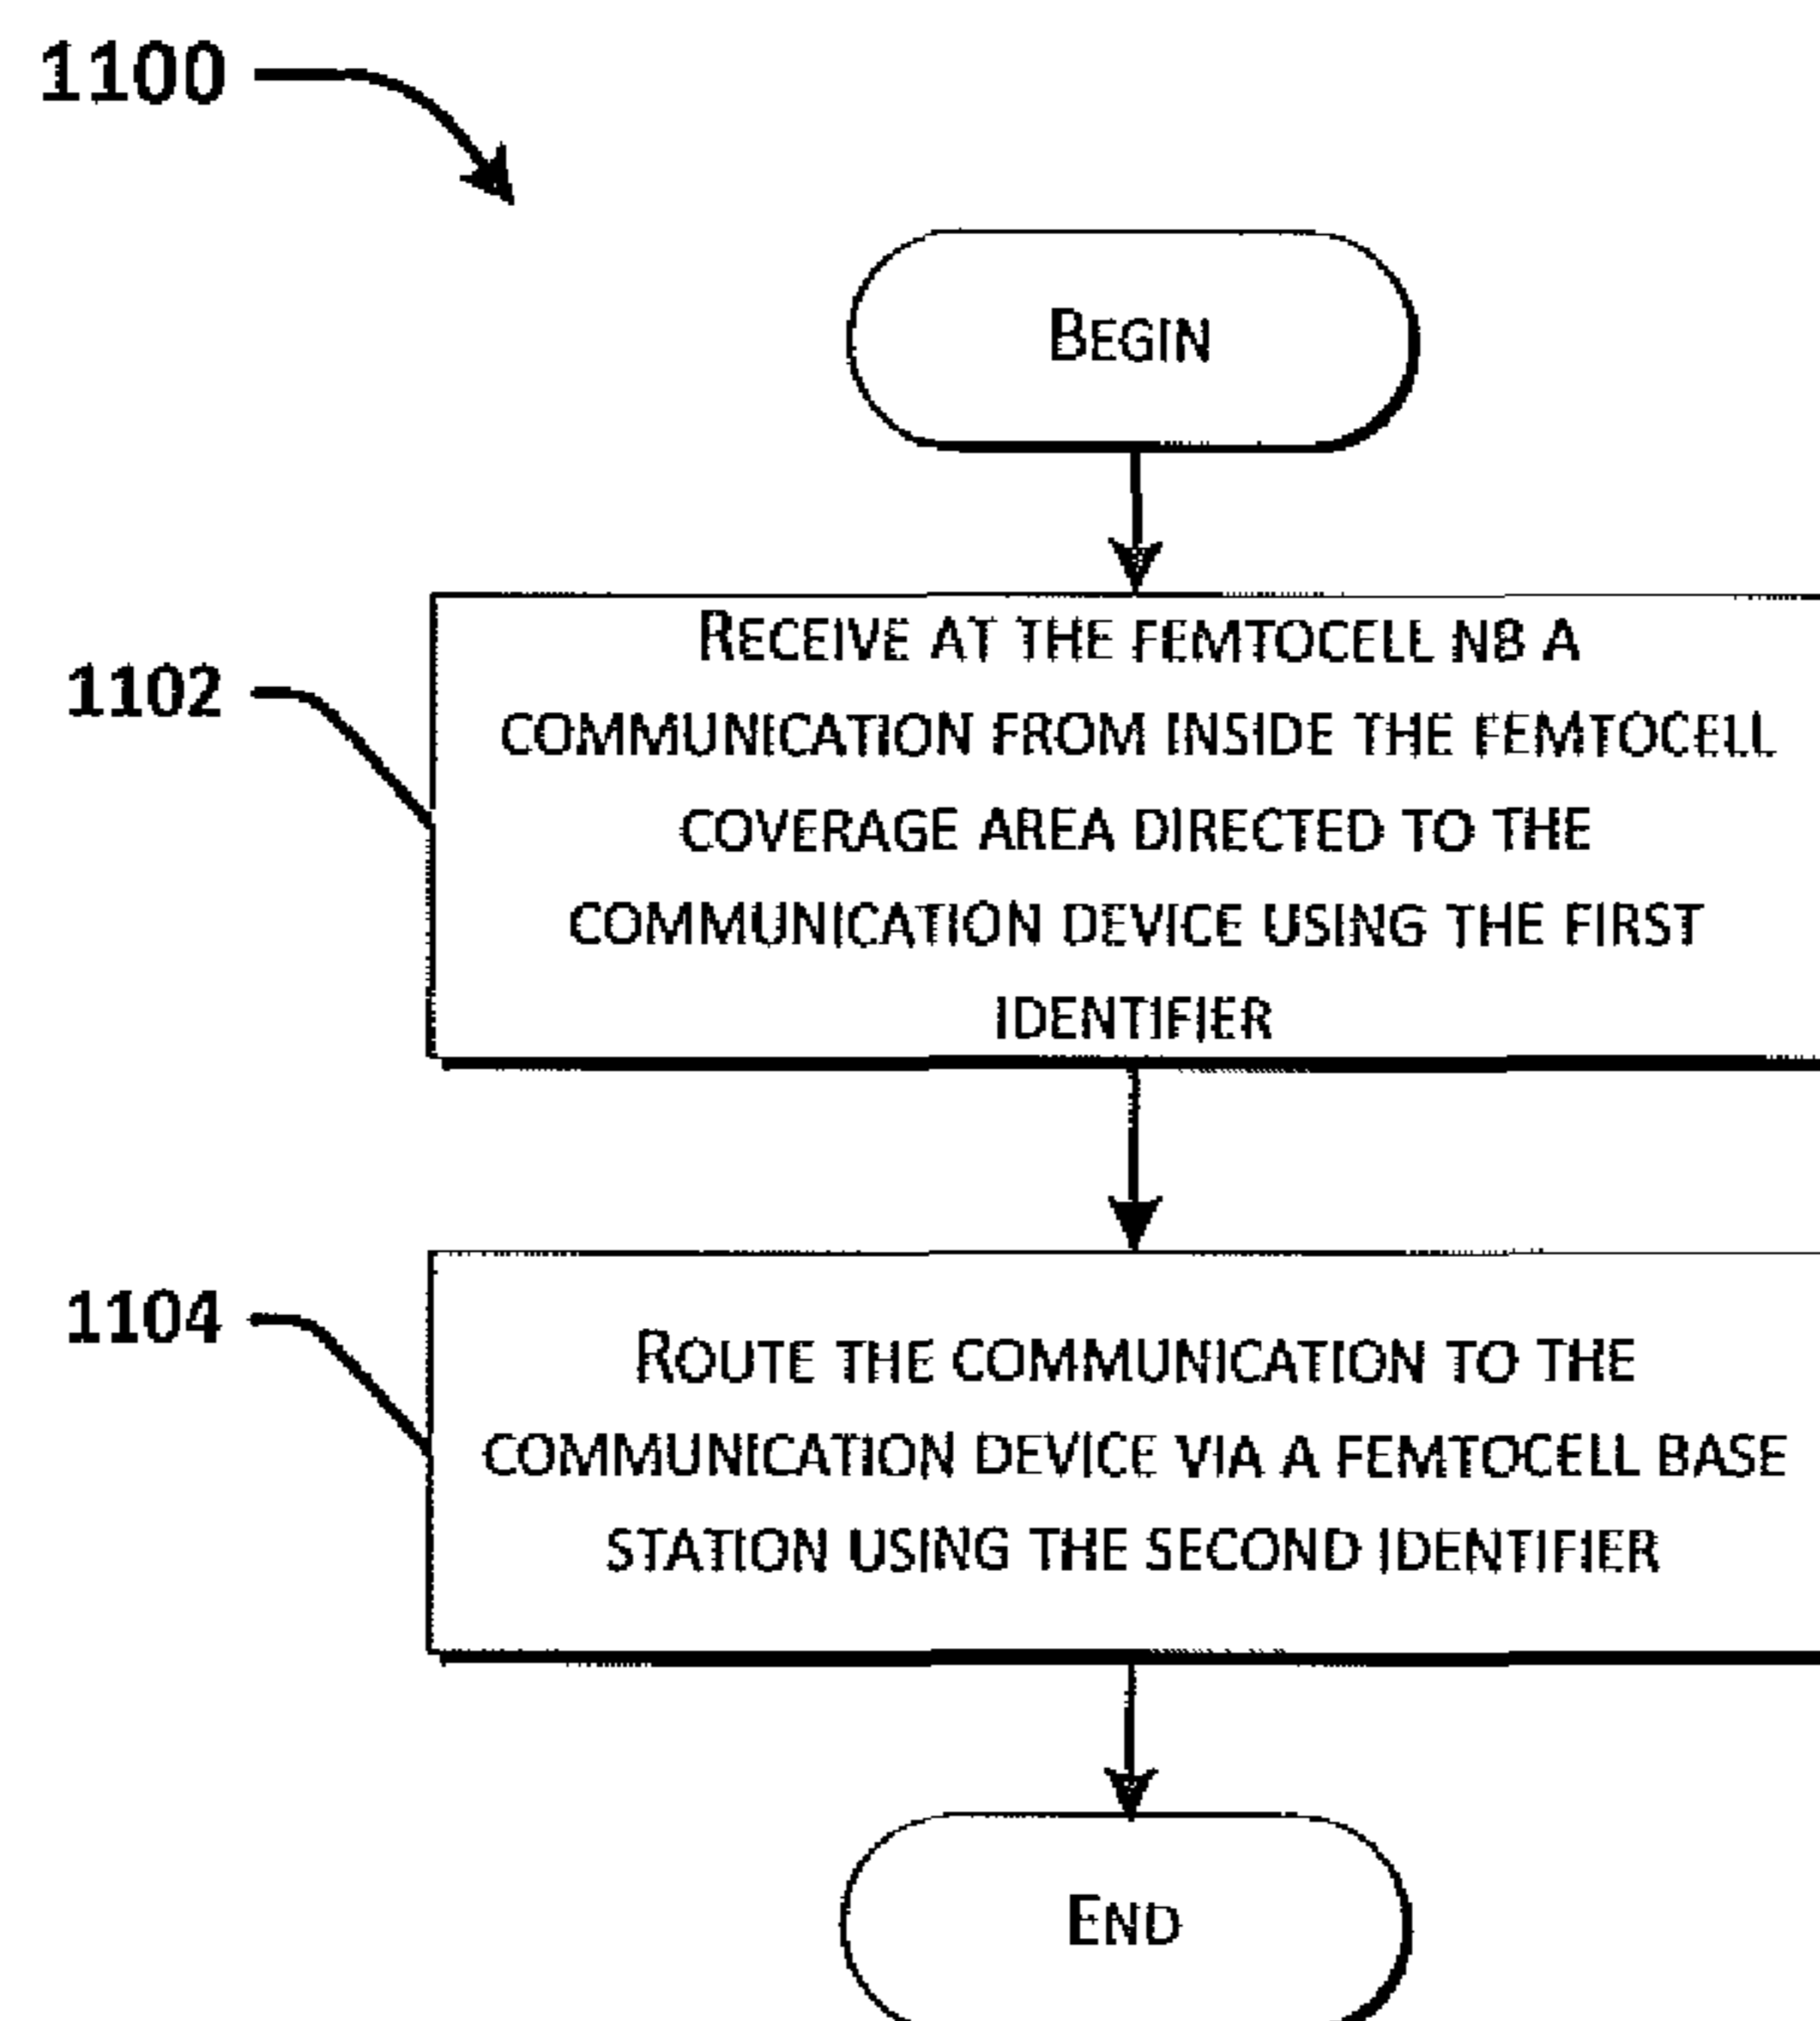 1100
BEGIN
RECEIVE AT THE FEMTOCELL NB A
1102
COMMUNICATION FROM INSIDE THE FEMTOCELL
COVERAGE AREA DIRECTED TO THE
COMMUNICATION DEVICE USING THE FIRST
IDENTIFIER
1104
ROUTE THE COMMUNICATION TO THE
COMMUNICATION DEVICE VIA A FEMTOCELL BASE
STATION USING THE SECOND IDENTIFIER
END